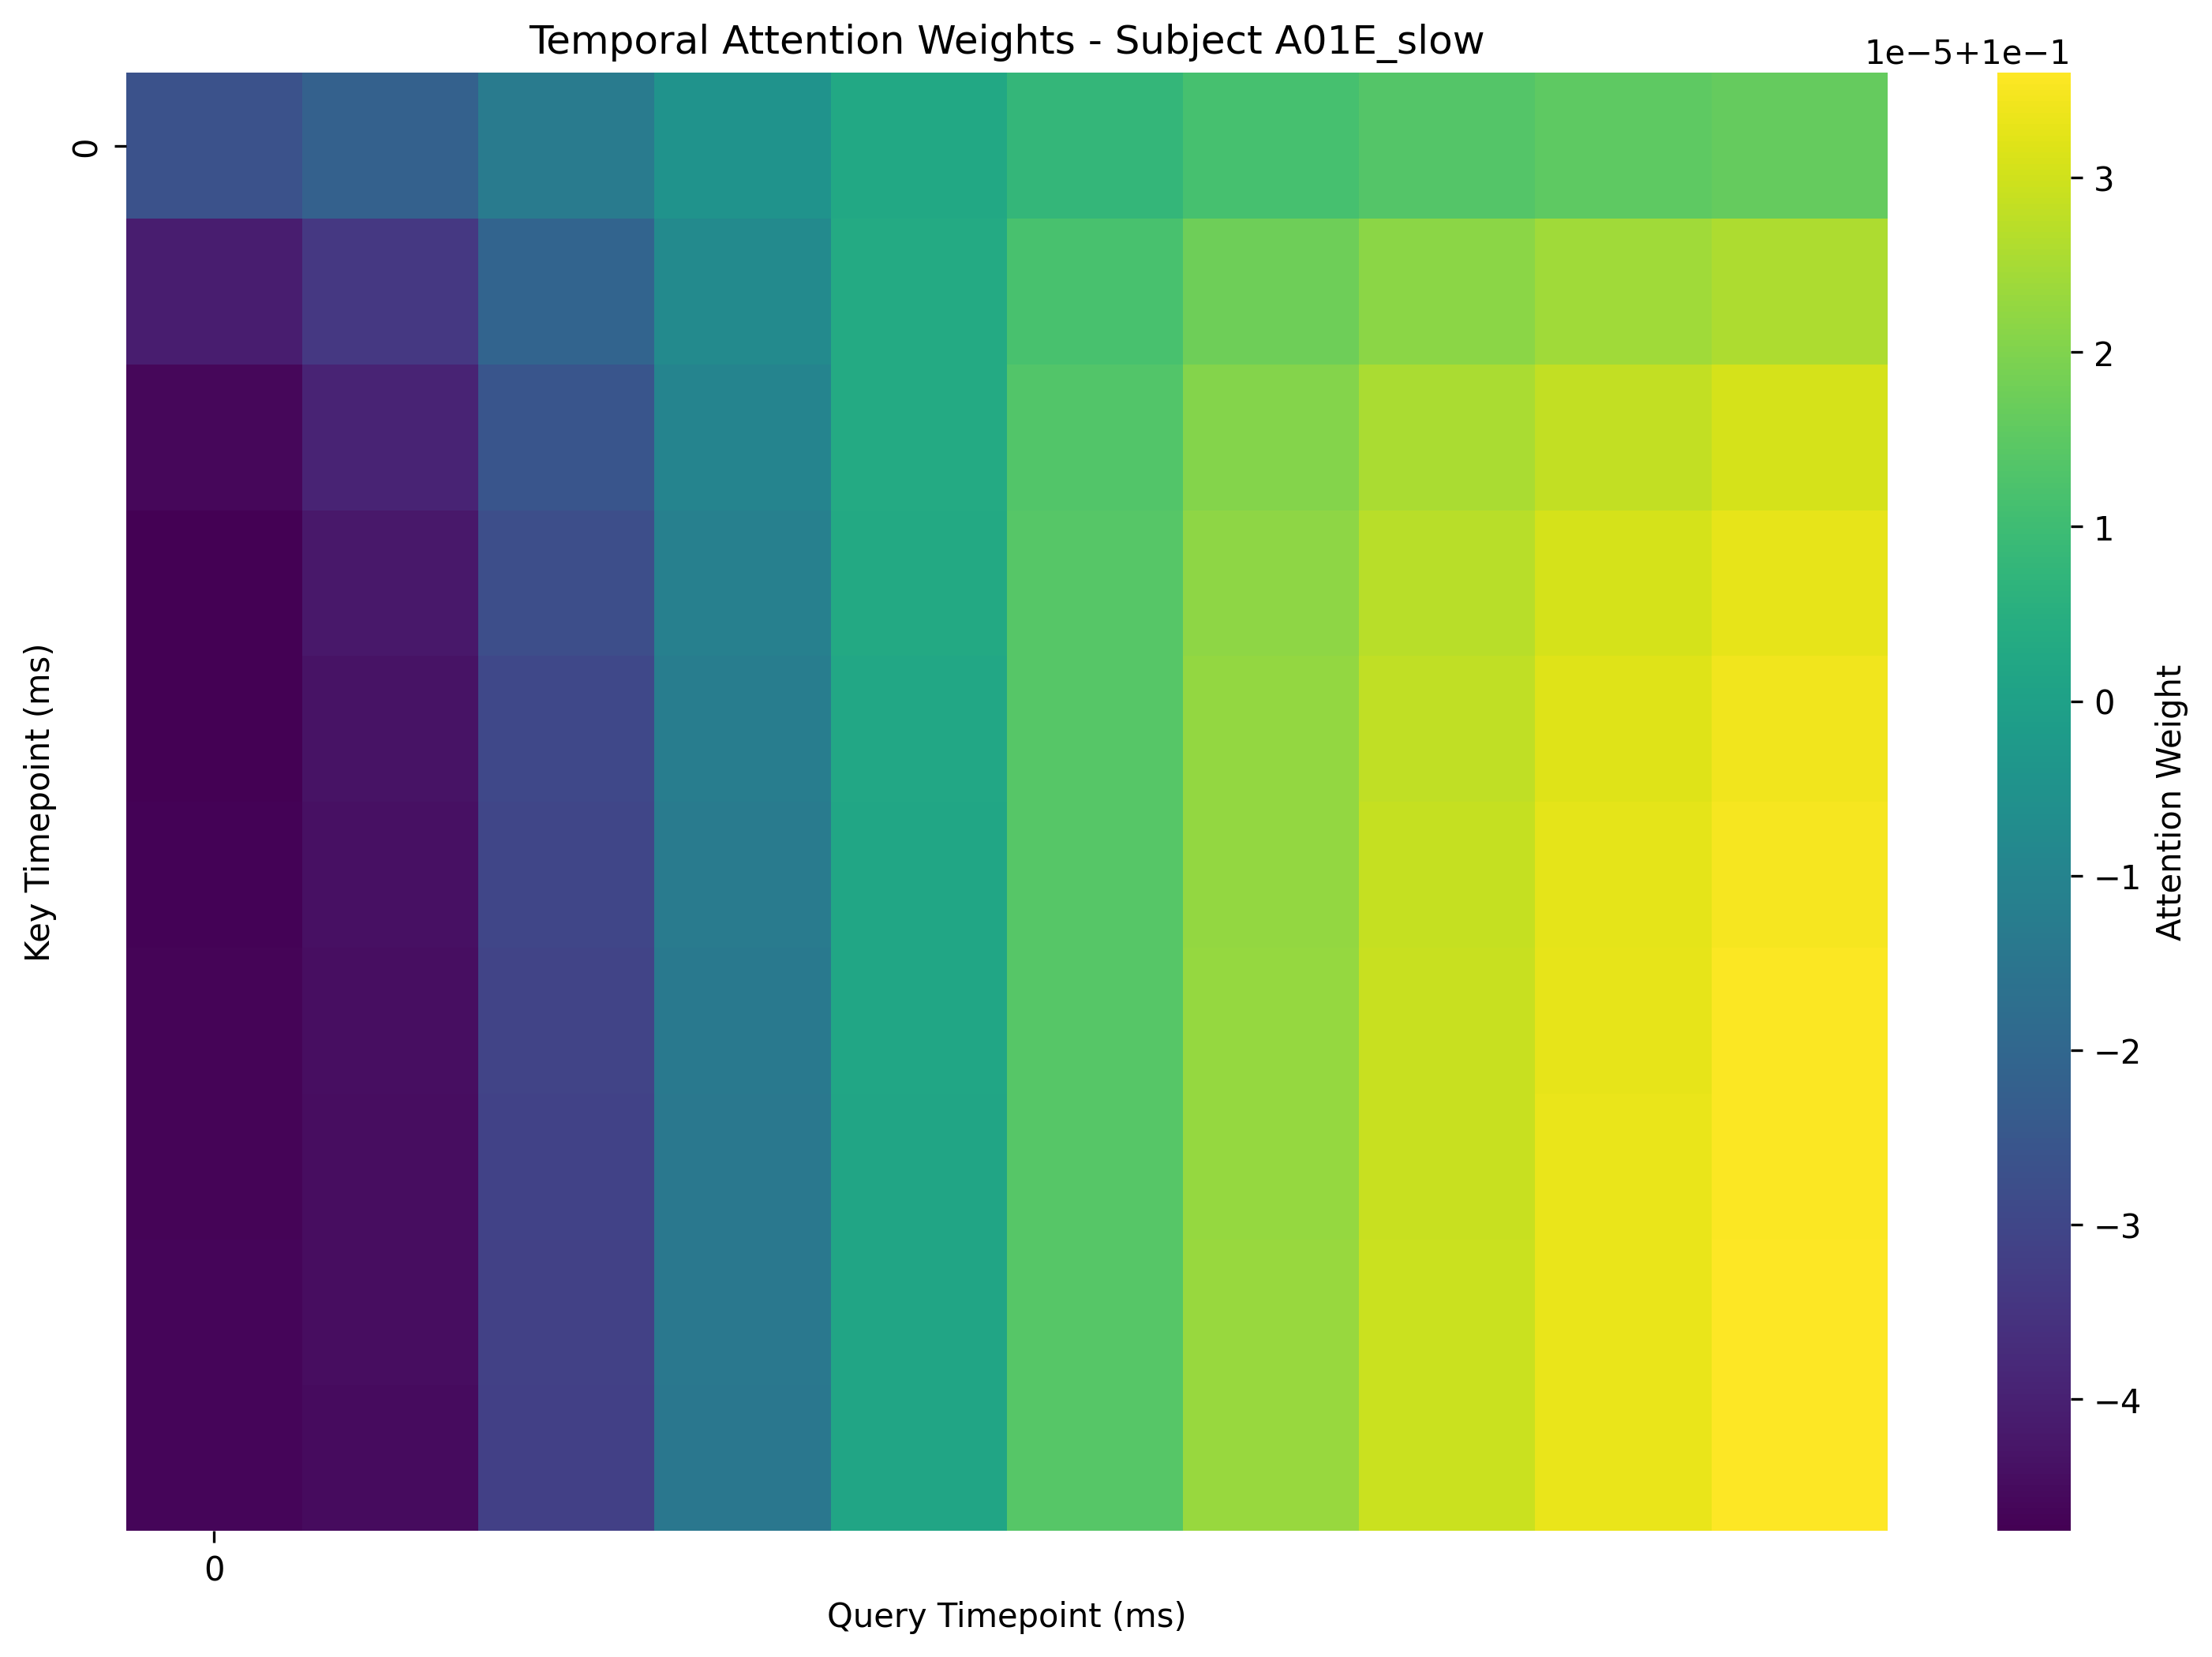 Temporal Attention Weights - Subject A01E_slow
1e−5+1e−1
0
Key Timepoint (ms)
0
Query Timepoint (ms)
3
2
1
0
−1
−2
−3
−4
Attention Weight